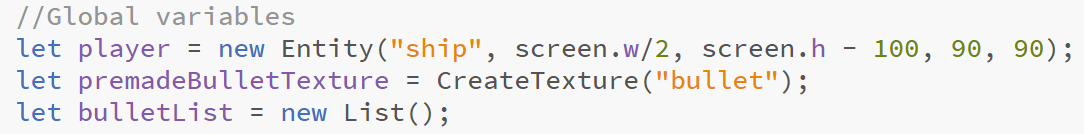 //Global variables
let player = new Entity("ship", screen.w/2, screen.h - 100, 90, 90);
let premadeBulletTexture = CreateTexture("bullet");
let bulletList = new List();